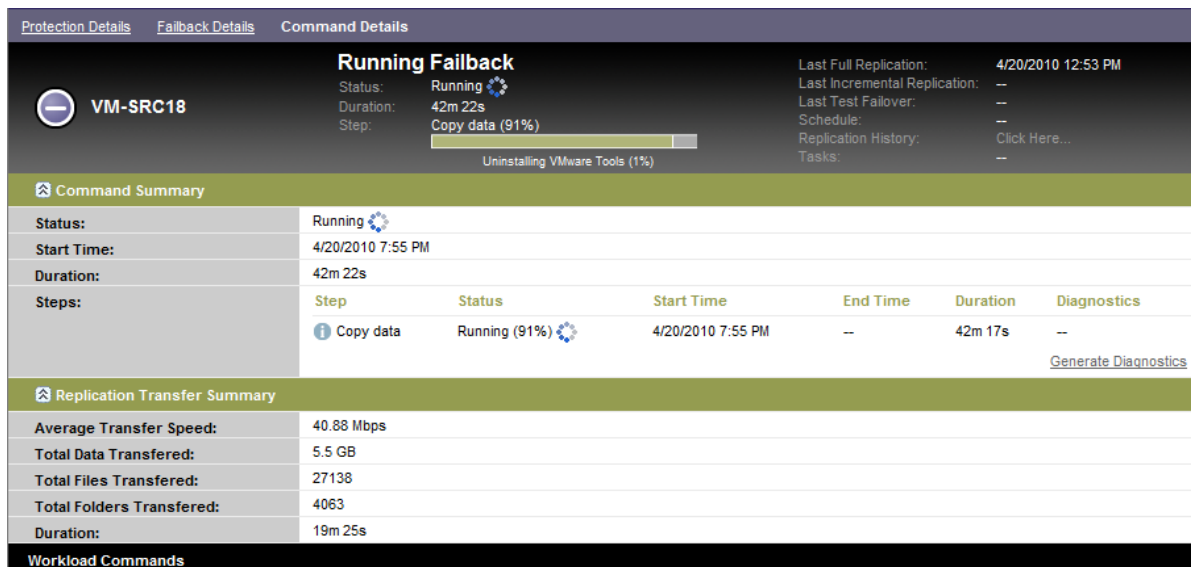 Protection Details Failback Details Command Details
VM-SRC18
Running Failback
Status: Running
Duration: 42m 22s
Step: Copy data (91%)
Uninstalling VMware Tools (1%)
Last Full Replication: 4/20/2010 12:53 PM
Last Incremental Replication: --
Last Test Failover: --
Schedule: --
Replication History: Click Here...
Tasks: --
Command Summary
Status: Running
Start Time: 4/20/2010 7:55 PM
Duration: 42m 22s
Steps: Step Status Start Time End Time Duration Diagnostics
Copy data Running (91%) 4/20/2010 7:55 PM -- 42m 17s --
Generate Diagnostics
Replication Transfer Summary
Average Transfer Speed: 40.88 Mbps
Total Data Transfered: 5.5 GB
Total Files Transfered: 27138
Total Folders Transfered: 4063
Duration: 19m 25s
Workload Commands